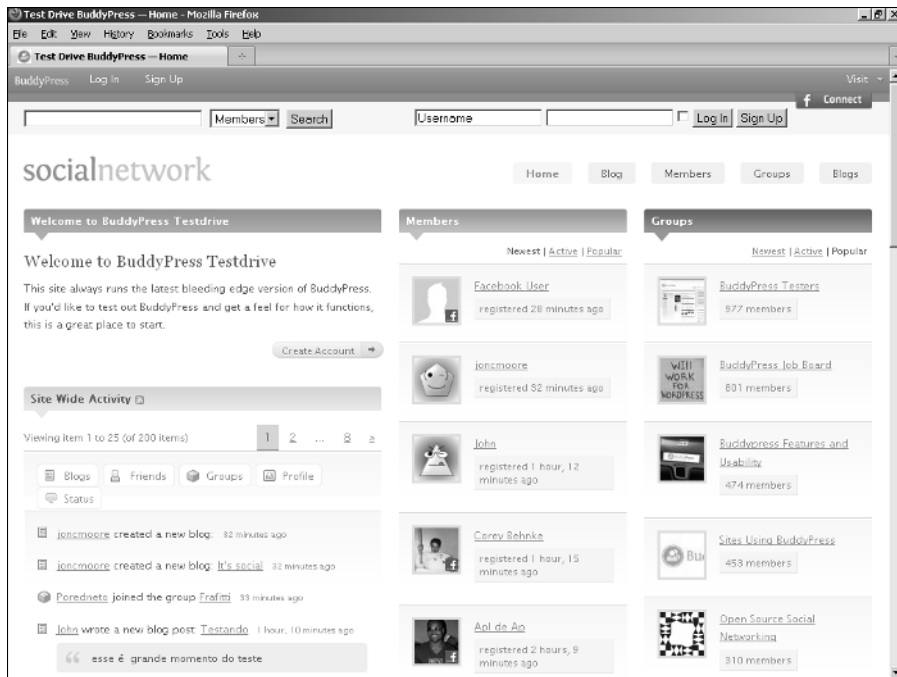 Test Drive BuddyPress — Home - Mozilla Firefox
File Edit View History Bookmarks Tools Help
Test Drive BuddyPress — Home
BuddyPress Log In Sign Up Visit
f Connect
Members Search Username Log In Sign Up
socialnetwork
Home Blog Members Groups Blogs
Welcome to BuddyPress Testdrive
Welcome to BuddyPress Testdrive
This site always runs the latest bleeding edge version of BuddyPress.
If you'd like to test out BuddyPress and get a feel for how it functions,
this is a great place to start.
Create Account
Site Wide Activity
Viewing item 1 to 25 (of 200 items) 1 2 ... 8 »
Blogs Friends Groups Profile
Status
joncmoore created a new blog: 32 minutes ago
joncmoore created a new blog: It's social 32 minutes ago
Poredneto joined the group Frafitti 33 minutes ago
John wrote a new blog post Testando 1 hour, 10 minutes ago
esse é grande momento do teste
Members
Newest | Active | Popular
Facebook User
registered 28 minutes ago
joncmoore
registered 32 minutes ago
John
registered 1 hour, 12
minutes ago
Corey Behnke
registered 1 hour, 15
minutes ago
Apl de Ap
registered 2 hours, 9
minutes ago
Groups
Newest | Active | Popular
BuddyPress Testers
977 members
WILL
WORK
FOR
WORDPRESS
BuddyPress Job Board
801 members
Buddypress Features and
Usability
474 members
Bu
Sites Using BuddyPress
453 members
Open Source Social
Networking
310 members